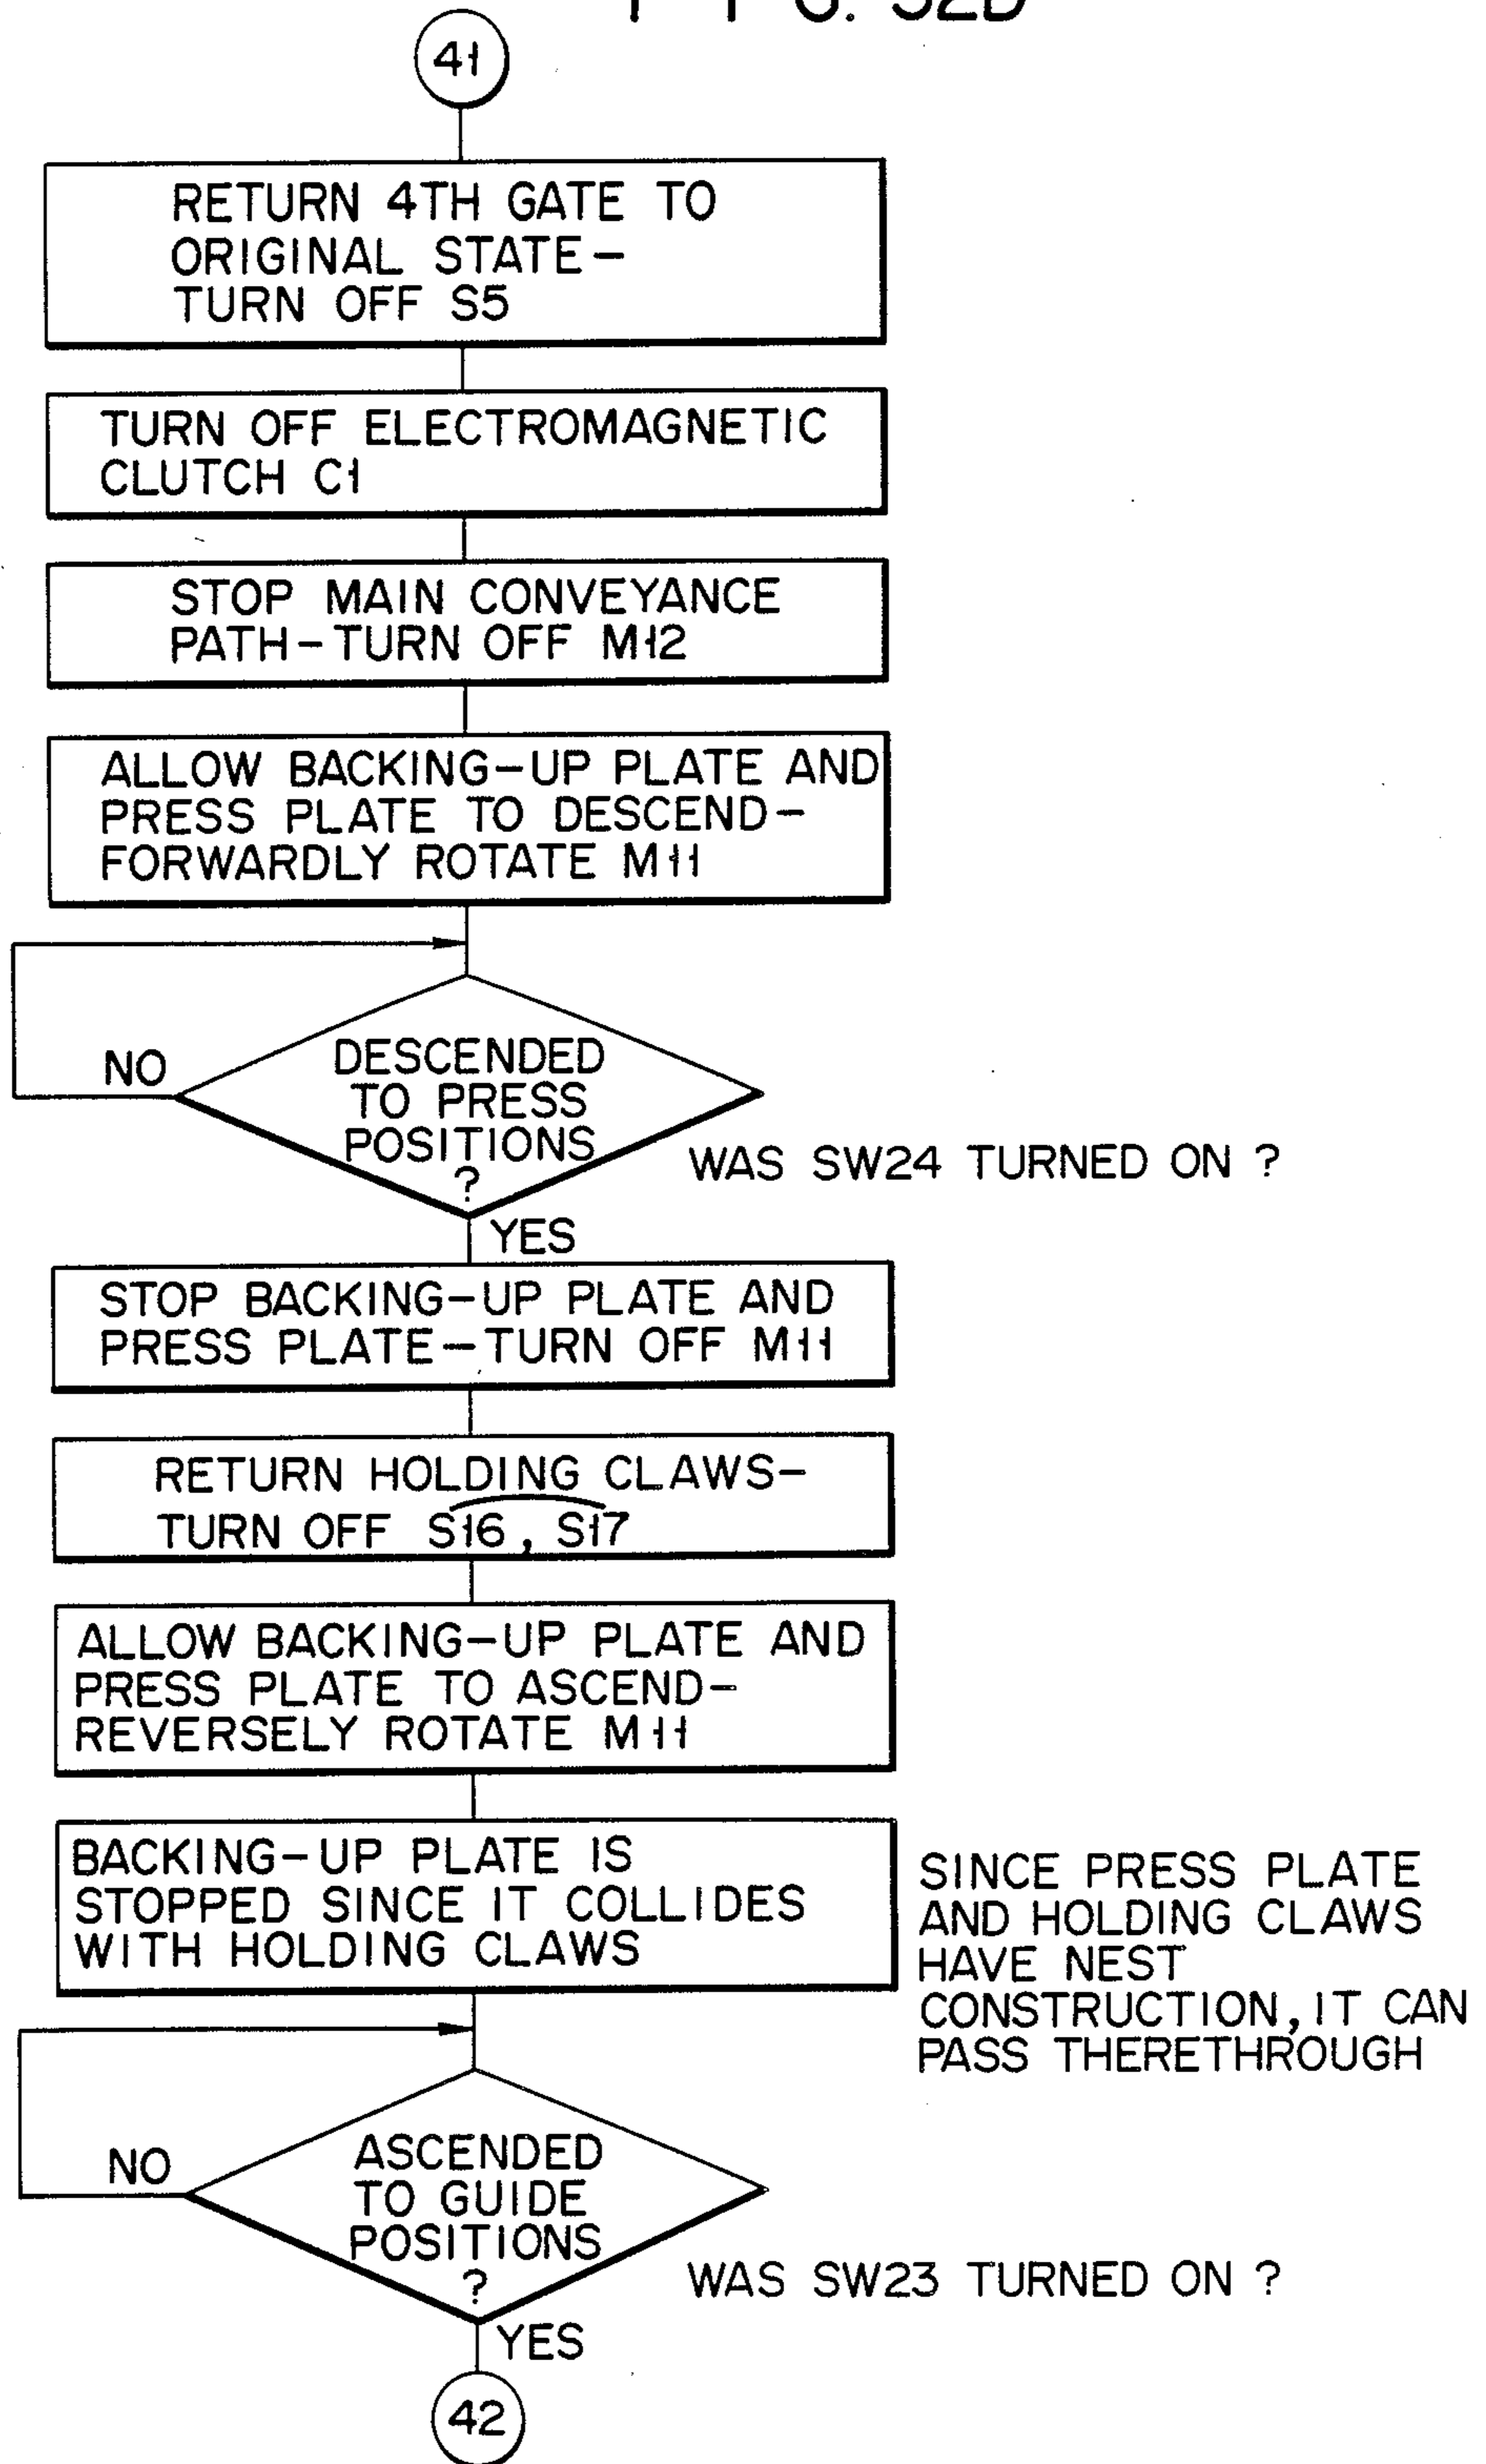 41
RETURN 4TH GATE TO
ORIGINAL STATE-
TURN OFF S5
TURN OFF ELECTROMAGNETIC
CLUTCH C1
STOP MAIN CONVEYANCE
PATH-TURN OFF M12
ALLOW BACKING-UP PLATE AND
PRESS PLATE TO DESCEND-
FORWARDLY ROTATE M11
NO
DESCENDED
TO PRESS
POSITIONS
?
WAS SW24 TURNED ON ?
YES
STOP BACKING-UP PLATE AND
PRESS PLATE-TURN OFF M11
RETURN HOLDING CLAWS-
TURN OFF S16, S17
ALLOW BACKING-UP PLATE AND
PRESS PLATE TO ASCEND-
REVERSELY ROTATE M11
BACKING-UP PLATE IS
STOPPED SINCE IT COLLIDES
WITH HOLDING CLAWS
SINCE PRESS PLATE
AND HOLDING CLAWS
HAVE NEST
CONSTRUCTION, IT CAN
PASS THERETHROUGH
NO
ASCENDED
TO GUIDE
POSITIONS
?
WAS SW23 TURNED ON ?
YES
42